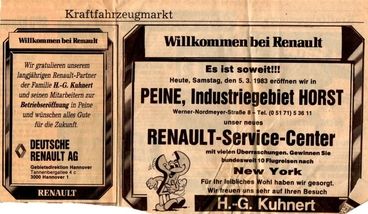 Kraftfahrzeugmarkt
Willkommen bei Renault
Wir gratulieren unserem
langjährigen Renault-Partner
der Familie H.-G. Kuhnert
und seinen Mitarbeitern zur
Betriebseröffnung in Peine
und wünschen alles Gute
für die Zukunft.
DEUTSCHE
RENAULT AG
Gebietsdirektion Hannover
Tannenbergallee 4 c
3000 Hannover 1
RENAULT
Willkommen bei Renault
Es ist soweit!!!
Heute, Samstag, den 5. 3. 1983 eröffnen wir in
PEINE, Industriegebiet HORST
Werner-Nordmeyer-Straße 8 – Tel. (0 51 71) 5 36 11
unser neues
RENAULT-Service-Center
mit vielen Überraschungen. Gewinnen Sie
bundesweit 10 Flugreisen nach
New York
Für Ihr leibliches Wohl haben wir gesorgt.
Wir freuen uns sehr auf Ihren Besuch
H.-G. Kuhnert